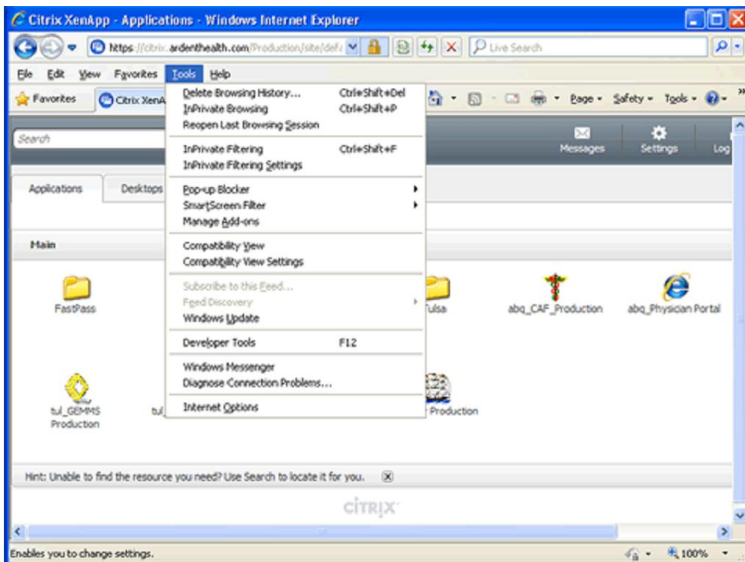 Citrix XenApp - Applications - Windows Internet Explorer
https://citrix.ardenthealth.com/Production/site/defa
Live Search
File Edit View Favorites Tools Help
Favorites Citrix XenA
Page Safety Tools
Delete Browsing History... Ctrl+Shift+Del
InPrivate Browsing Ctrl+Shift+P
Reopen Last Browsing Session
InPrivate Filtering Ctrl+Shift+F
InPrivate Filtering Settings
Pop-up Blocker
SmartScreen Filter
Manage Add-ons
Compatibility View
Compatibility View Settings
Subscribe to this Feed...
Feed Discovery
Windows Update
Developer Tools F12
Windows Messenger
Diagnose Connection Problems...
Internet Options
Search
Messages Settings Log
Applications Desktops
Main
FastPass
Tulsa
abq_CAF_Production
abq_Physician Portal
tul_GEMMS
Production
tul_
Production
Hint: Unable to find the resource you need? Use Search to locate it for you.
CITRIX
Enables you to change settings.
100%